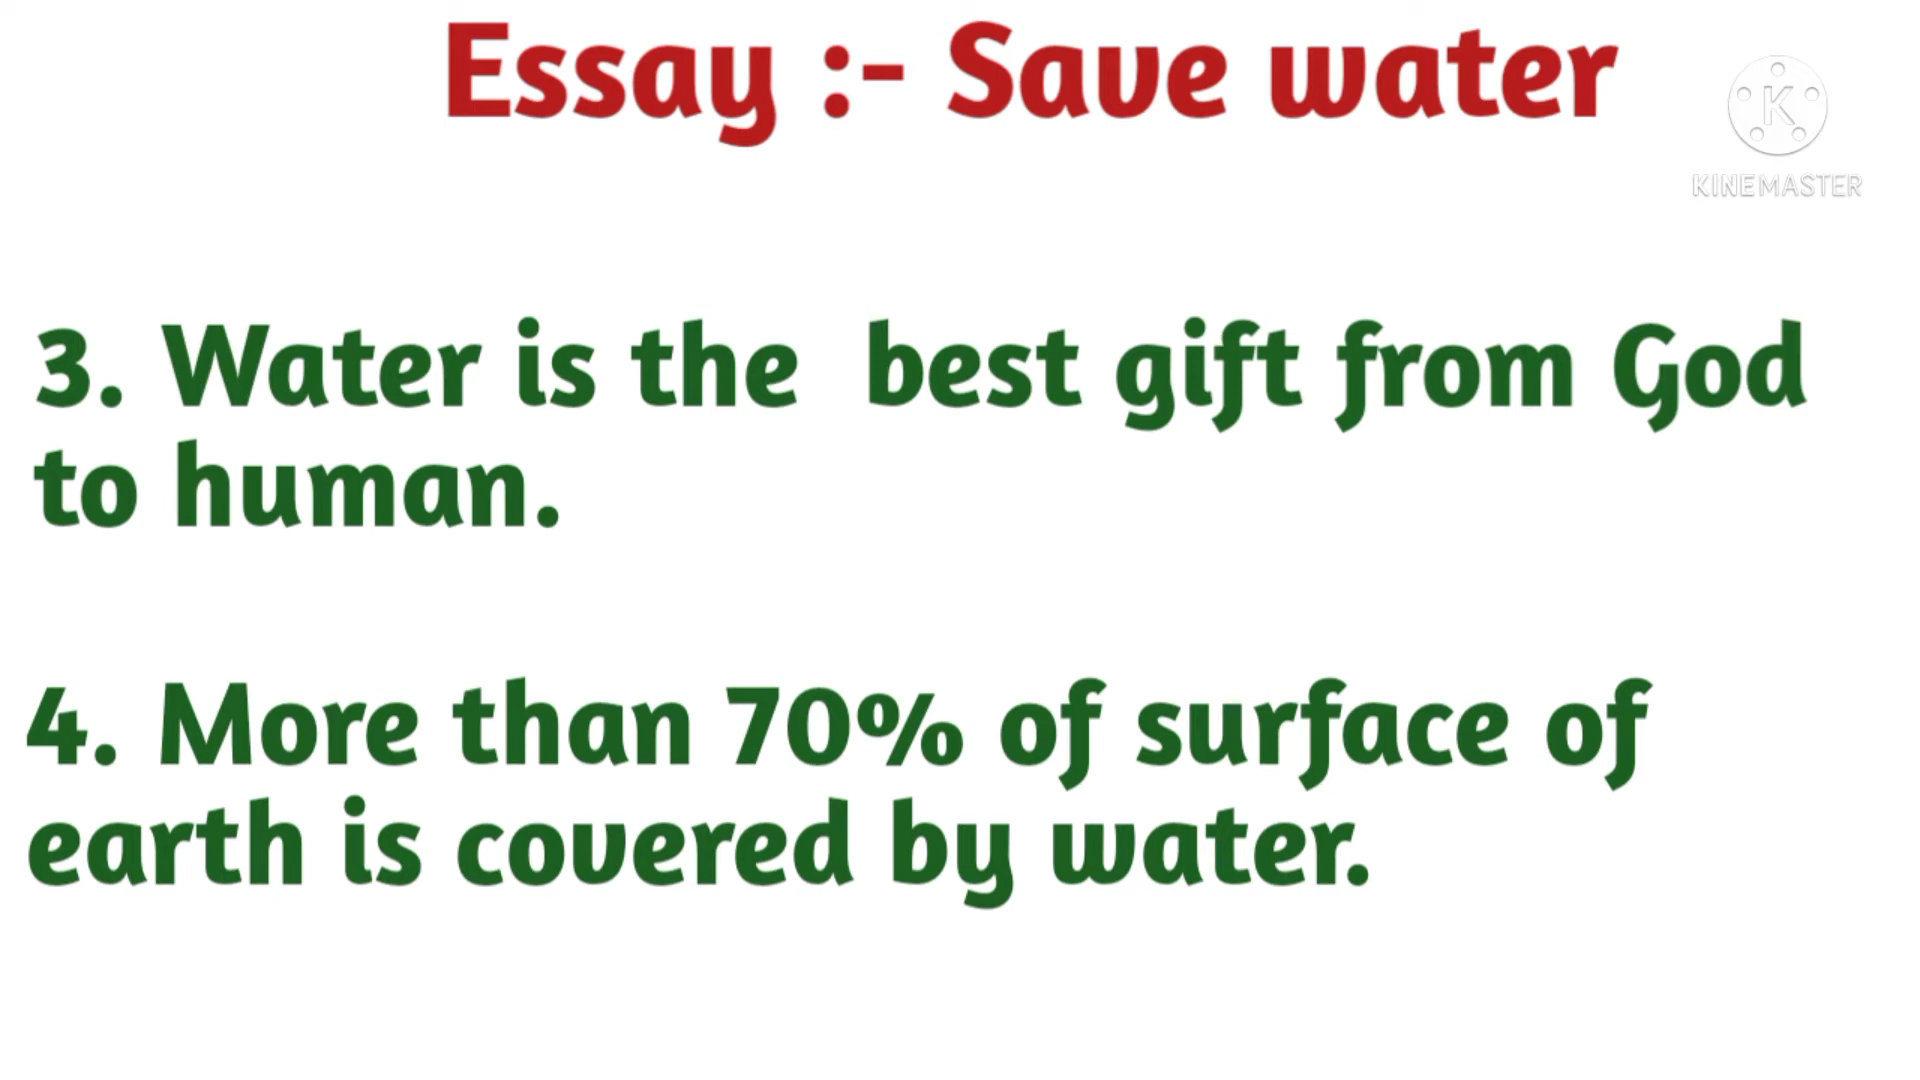 Essay :- Save water
KINEMASTER
3. Water is the best gift from God
to human.
4. More than 70% of surface of
earth is covered by water.